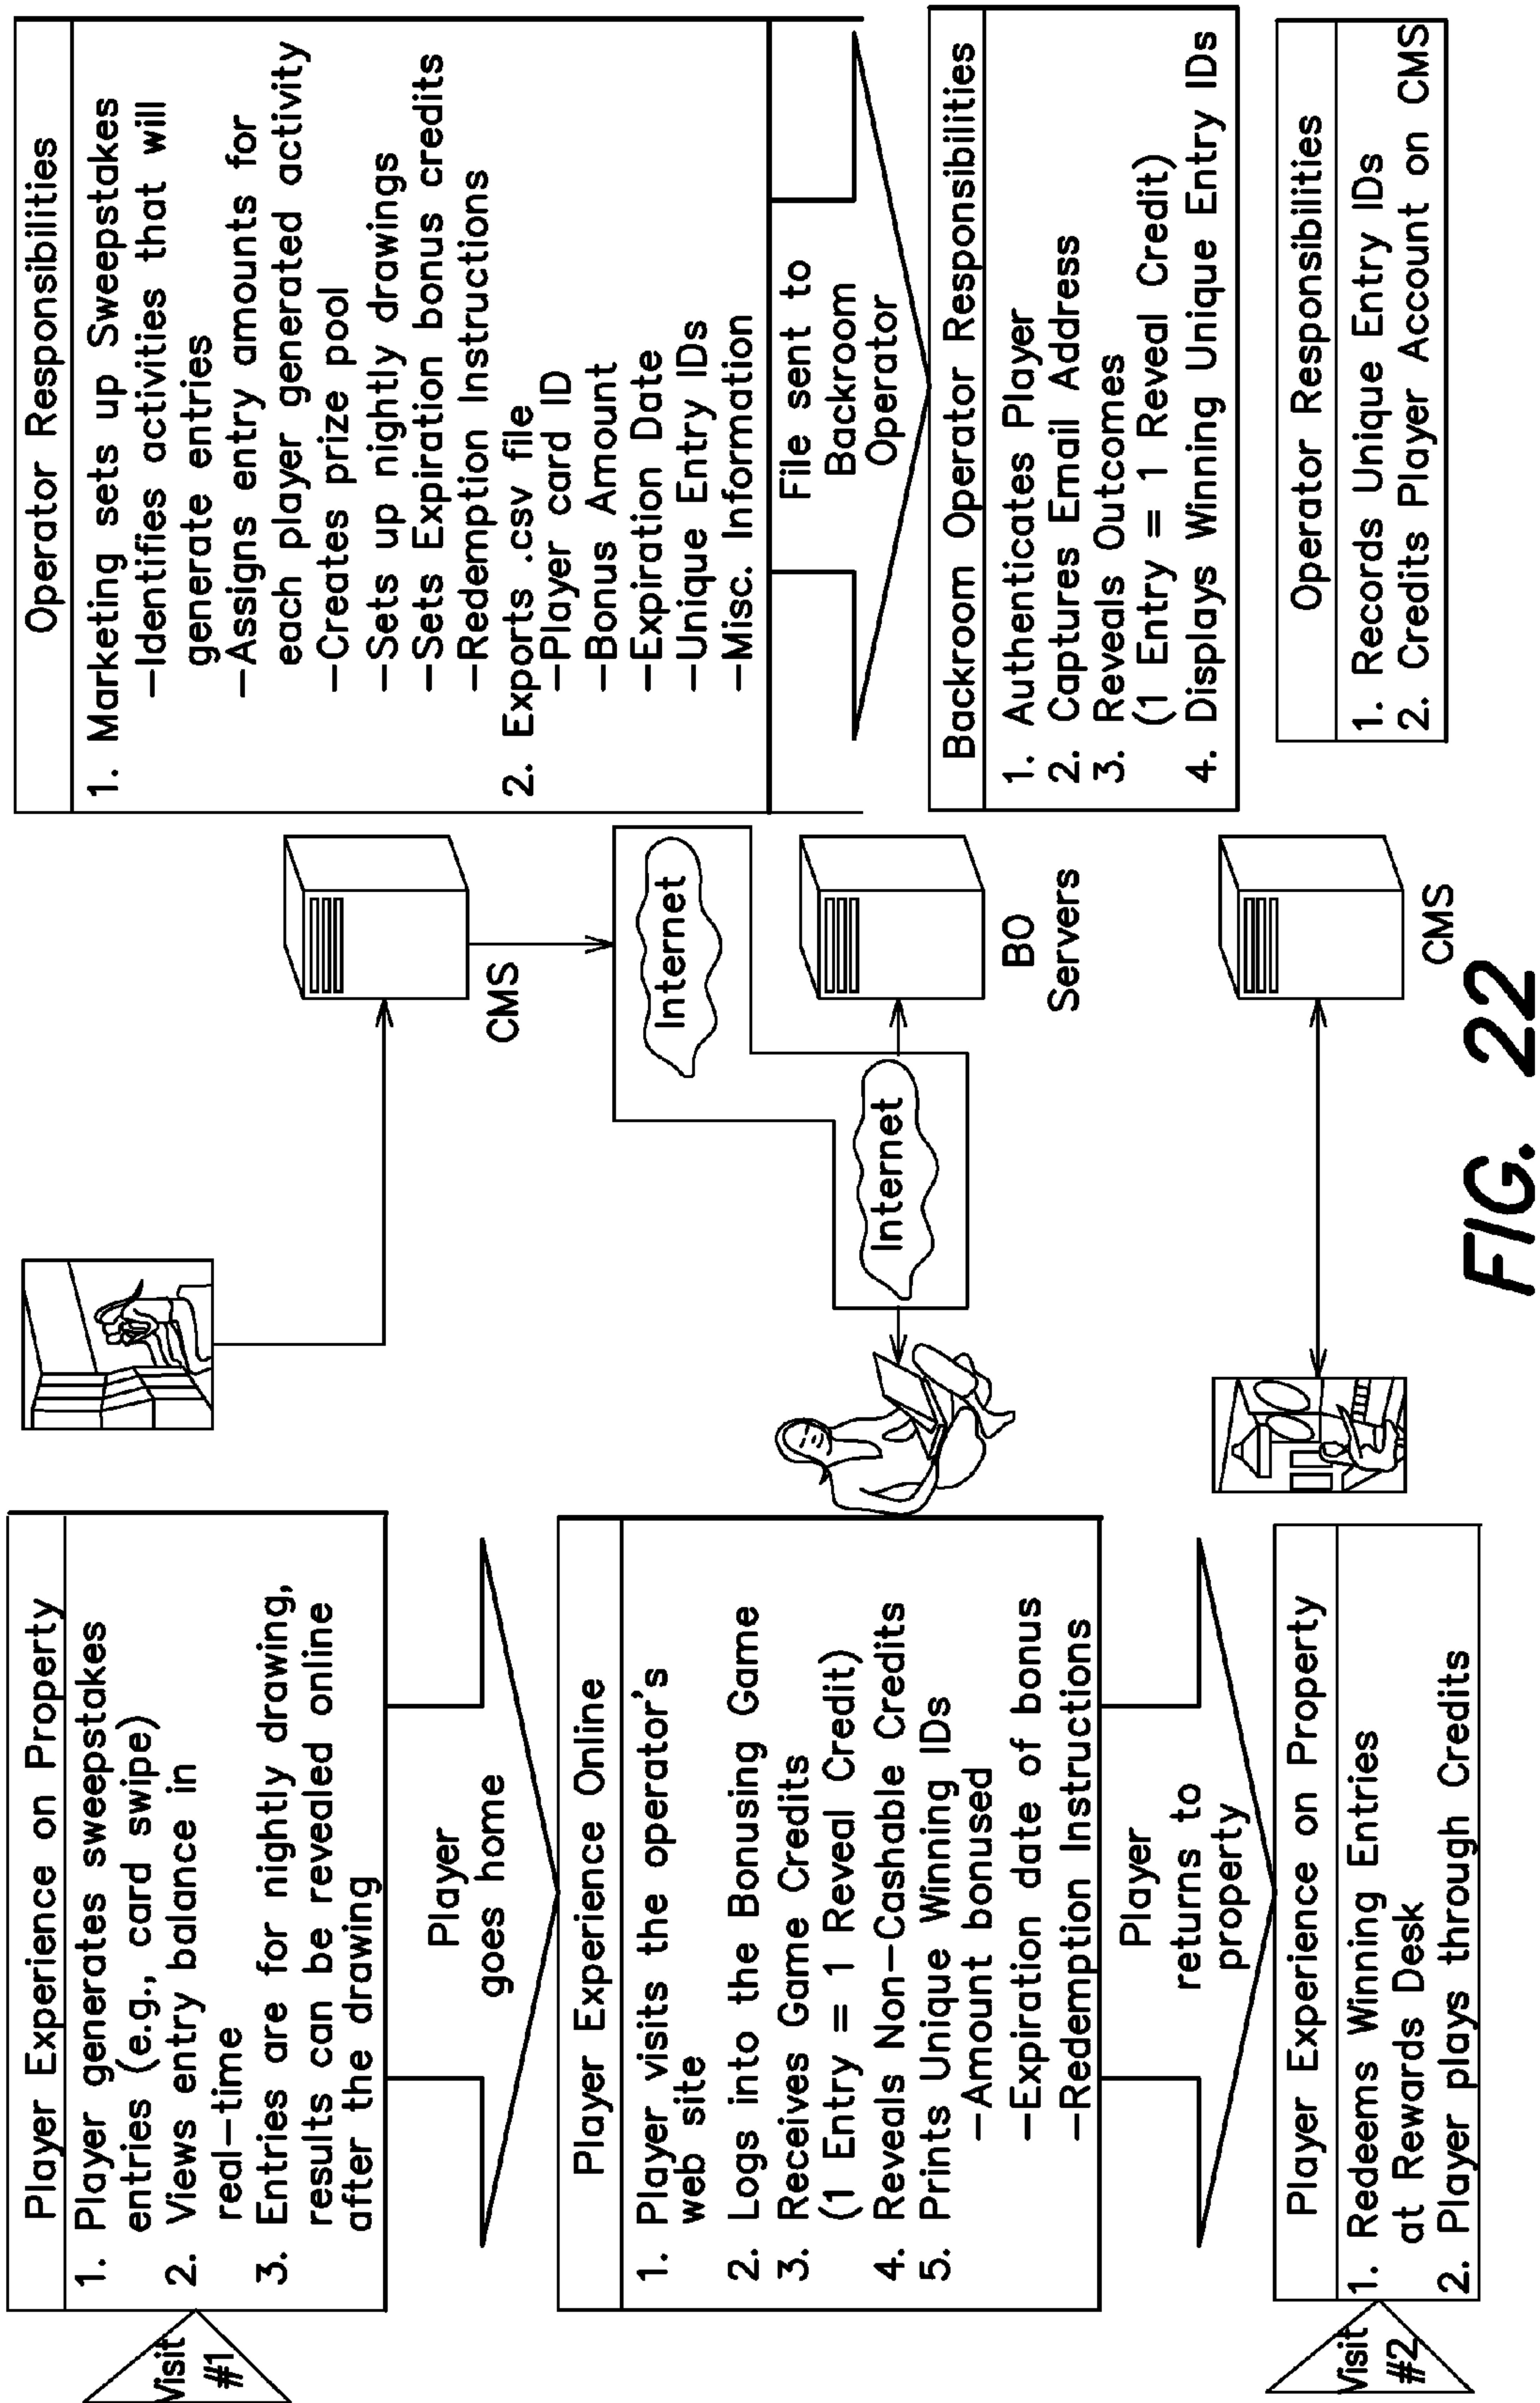 Visit
#1
Player Experience on Property
1. Player generates sweepstakes
entries (e.g., card swipe)
2. Views entry balance in
real-time
3. Entries are for nightly drawing,
results can be revealed online
after the drawing
Player
goes home
Player Experience Online
1. Player visits the operator's
web site
2. Logs into the Bonusing Game
3. Receives Game Credits
(1 Entry = 1 Reveal Credit)
4. Reveals Non-Cashable Credits
5. Prints Unique Winning IDs
-Amount bonused
-Expiration date of bonus
-Redemption Instructions
Player
returns to
property
Visit
#2
Player Experience on Property
1. Redeems Winning Entries
at Rewards Desk
2. Player plays through Credits
CMS
Internet
Internet
BO
Servers
CMS
Operator Responsibilities
1. Marketing sets up Sweepstakes
-Identifies activities that will
generate entries
-Assigns entry amounts for
each player generated activity
-Creates prize pool
-Sets up nightly drawings
-Sets Expiration bonus credits
-Redemption Instructions
2. Exports .csv file
-Player card ID
-Bonus Amount
-Expiration Date
-Unique Entry IDs
-Misc. Information
File sent to
Backroom
Operator
Backroom Operator Responsibilities
1. Authenticates Player
2. Captures Email Address
3. Reveals Outcomes
(1 Entry = 1 Reveal Credit)
4. Displays Winning Unique Entry IDs
Operator Responsibilities
1. Records Unique Entry IDs
2. Credits Player Account on CMS
FIG. 22